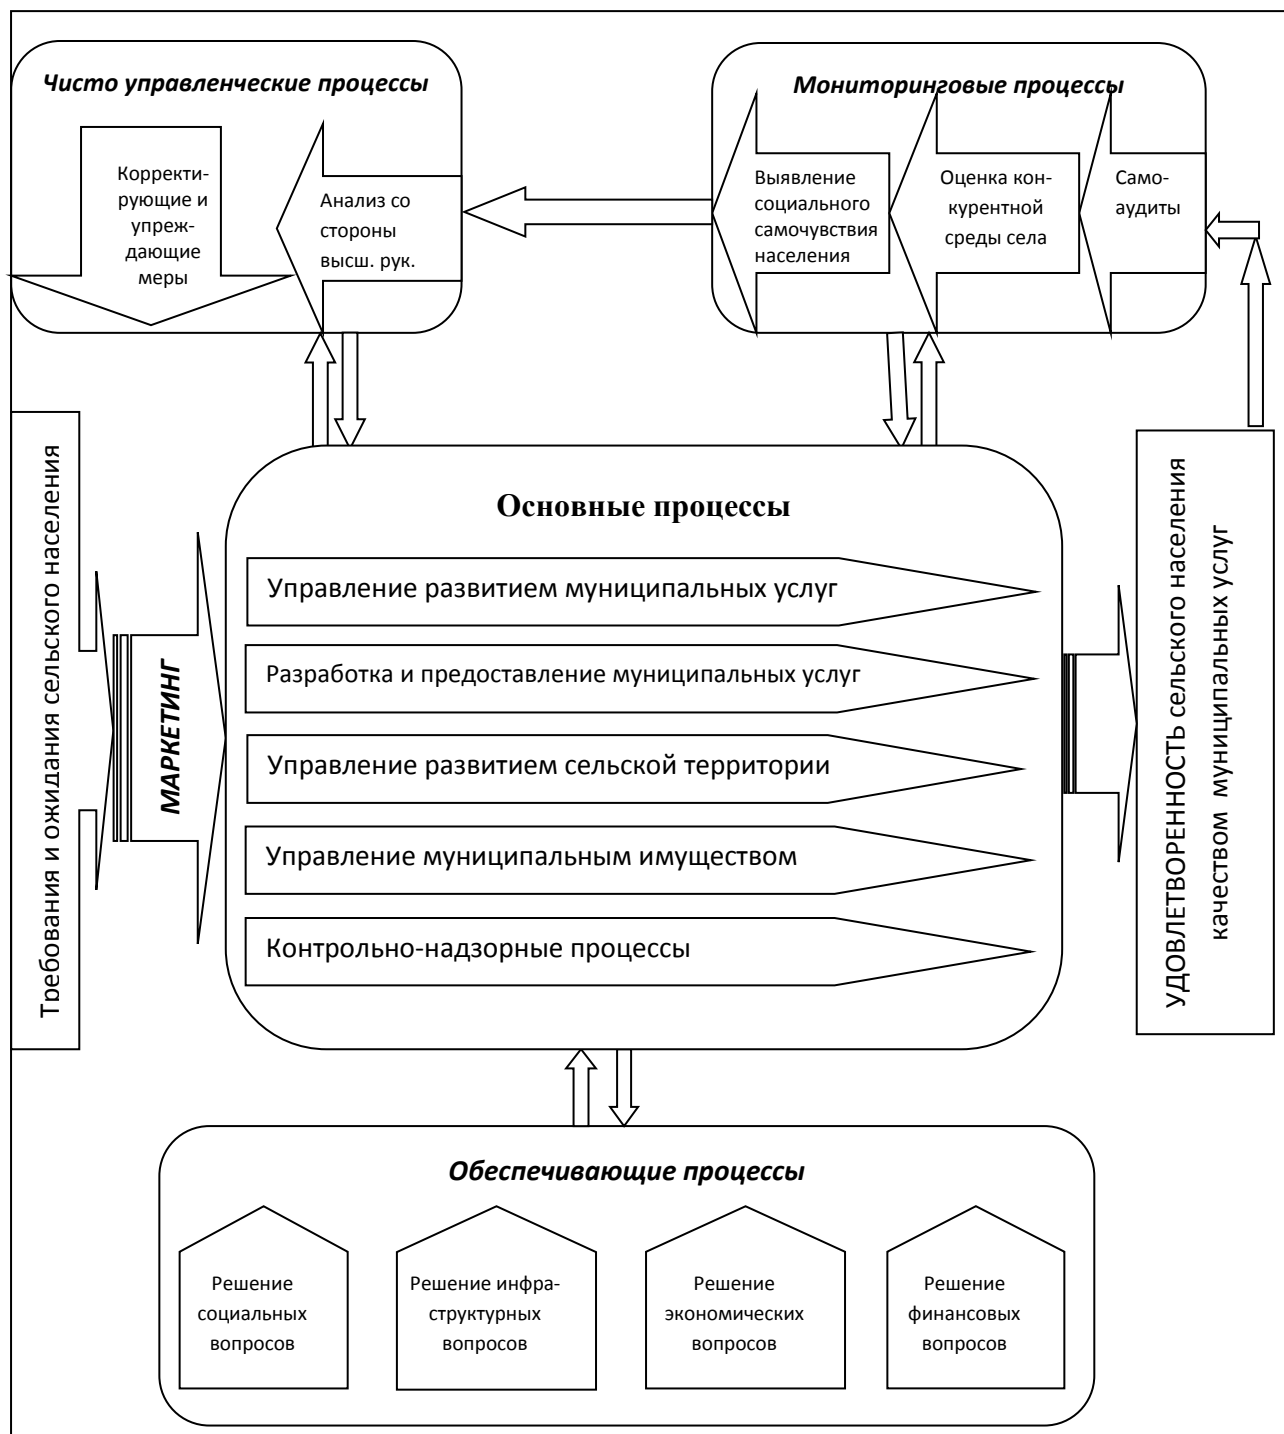 Чисто управленческие процессы
Корректи-
рующие и
упреж-
дающие
меры
Анализ со
стороны
высш. рук.
Мониторинговые процессы
Выявление
социального
самочувствия
населения
Оценка кон-
курентной
среды села
Само-
аудиты
Требования и ожидания сельского населения
МАРКЕТИНГ
Основные процессы
Управление развитием муниципальных услуг
Разработка и предоставление муниципальных услуг
Управление развитием сельской территории
Управление муниципальным имуществом
Контрольно-надзорные процессы
УДОВЛЕТВОРЕННОСТЬ сельского населения
качеством муниципальных услуг
Обеспечивающие процессы
Решение
социальных
вопросов
Решение инфра-
структурных
вопросов
Решение
экономических
вопросов
Решение
финансовых
вопросов